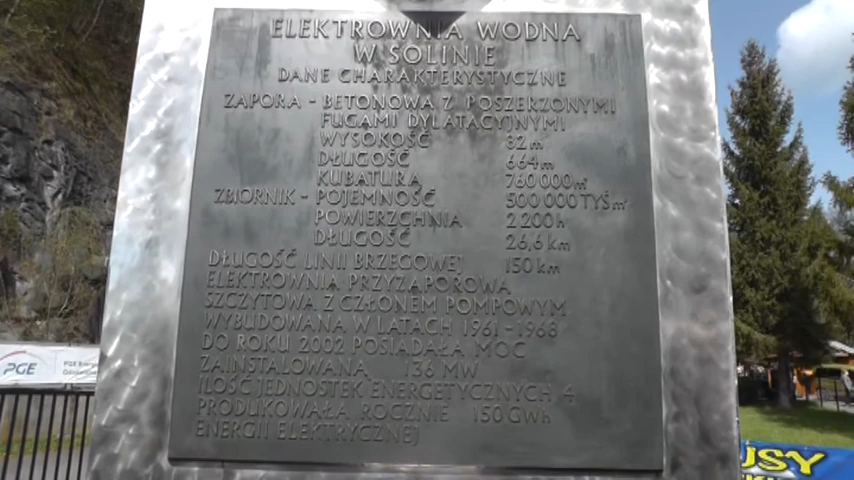 ELEKTROWNIA WODNA
W SOLINIE
DANE CHARAKTERYSTYCZNE
ZAPORA - BETONOWA Z POSZERZONYMI
FUGAMI DYLATACYJNYMI
WYSOKOŚĆ 82 m
DŁUGOŚĆ 664 m
KUBATURA 760 000 m³
ZBIORNIK - POJEMNOŚĆ 500 000 TYŚ m³
POWIERZCHNIA 2 200 h
DŁUGOŚĆ 26,6 km
DŁUGOŚĆ LINII BRZEGOWEJ 150 km
ELEKTROWNIA PRZYZAPOROWA
SZCZYTOWA Z CZŁONEM POMPOWYM
WYBUDOWANA W LATACH 1961 - 1968
DO ROKU 2002 POSIADAŁA MOC
ZAINSTALOWANA 136 MW
ILOŚĆ JEDNOSTEK ENERGETYCZNYCH 4
PRODUKOWAŁA ROCZNIE 150 GWh
ENERGII ELEKTRYCZNEJ
PGE
PGE